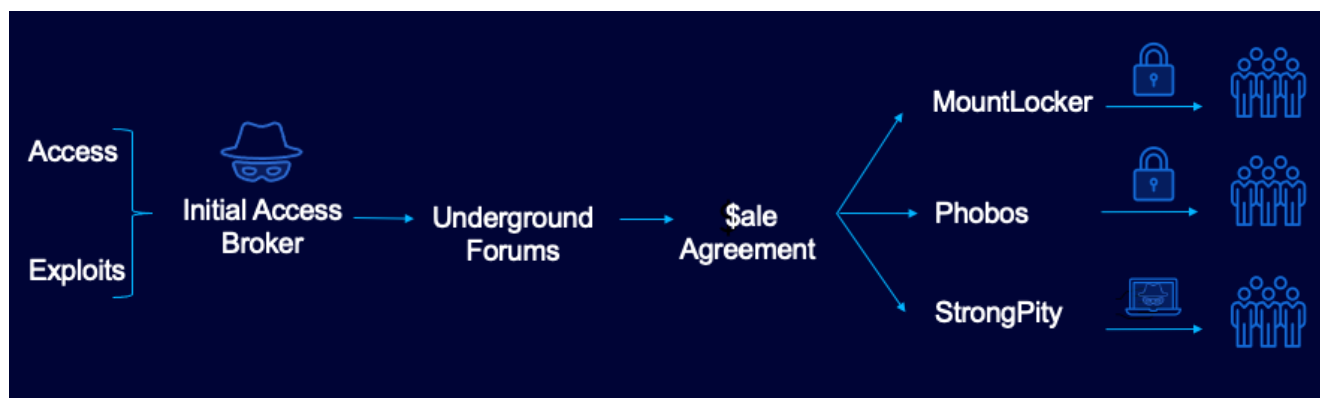 Access
Exploits
Initial Access
Broker
Underground
Forums
$ale
Agreement
MountLocker
Phobos
StrongPity